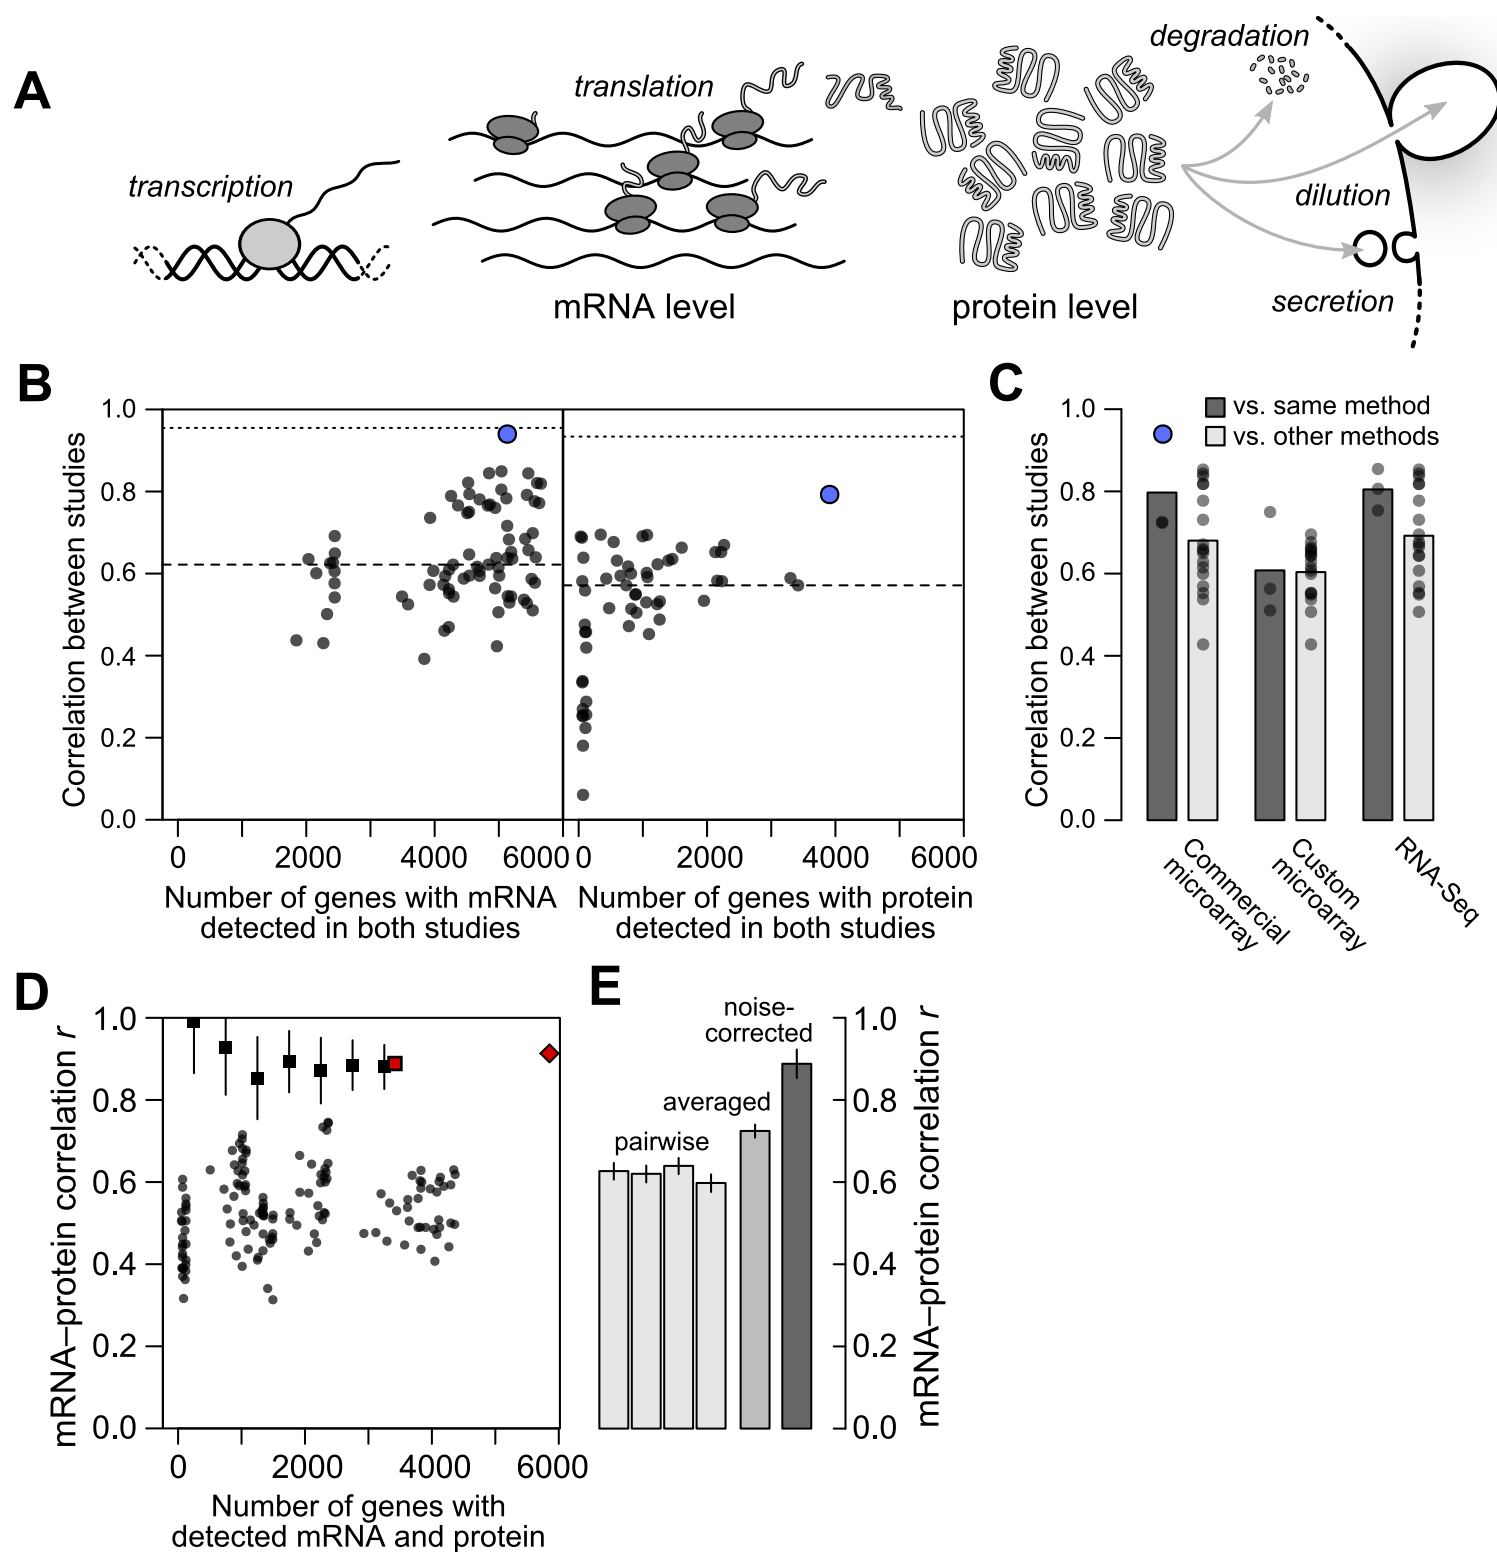 A
transcription
translation
mRNA level
protein level
degradation
dilution
secretion
B
Correlation between studies
1.0
0.8
0.6
0.4
0.2
0.0
0 2000 4000 6000
Number of genes with mRNA
detected in both studies
0 2000 4000 6000
Number of genes with protein
detected in both studies
C
Correlation between studies
1.0
0.8
0.6
0.4
0.2
0.0
vs. same method
vs. other methods
Commercial
microarray
Custom
microarray
RNA-Seq
D
mRNA–protein correlation r
1.0
0.8
0.6
0.4
0.2
0.0
0 2000 4000 6000
Number of genes with
detected mRNA and protein
E
pairwise
averaged
noise-
corrected
1.0
0.8
0.6
0.4
0.2
0.0
mRNA–protein correlation r